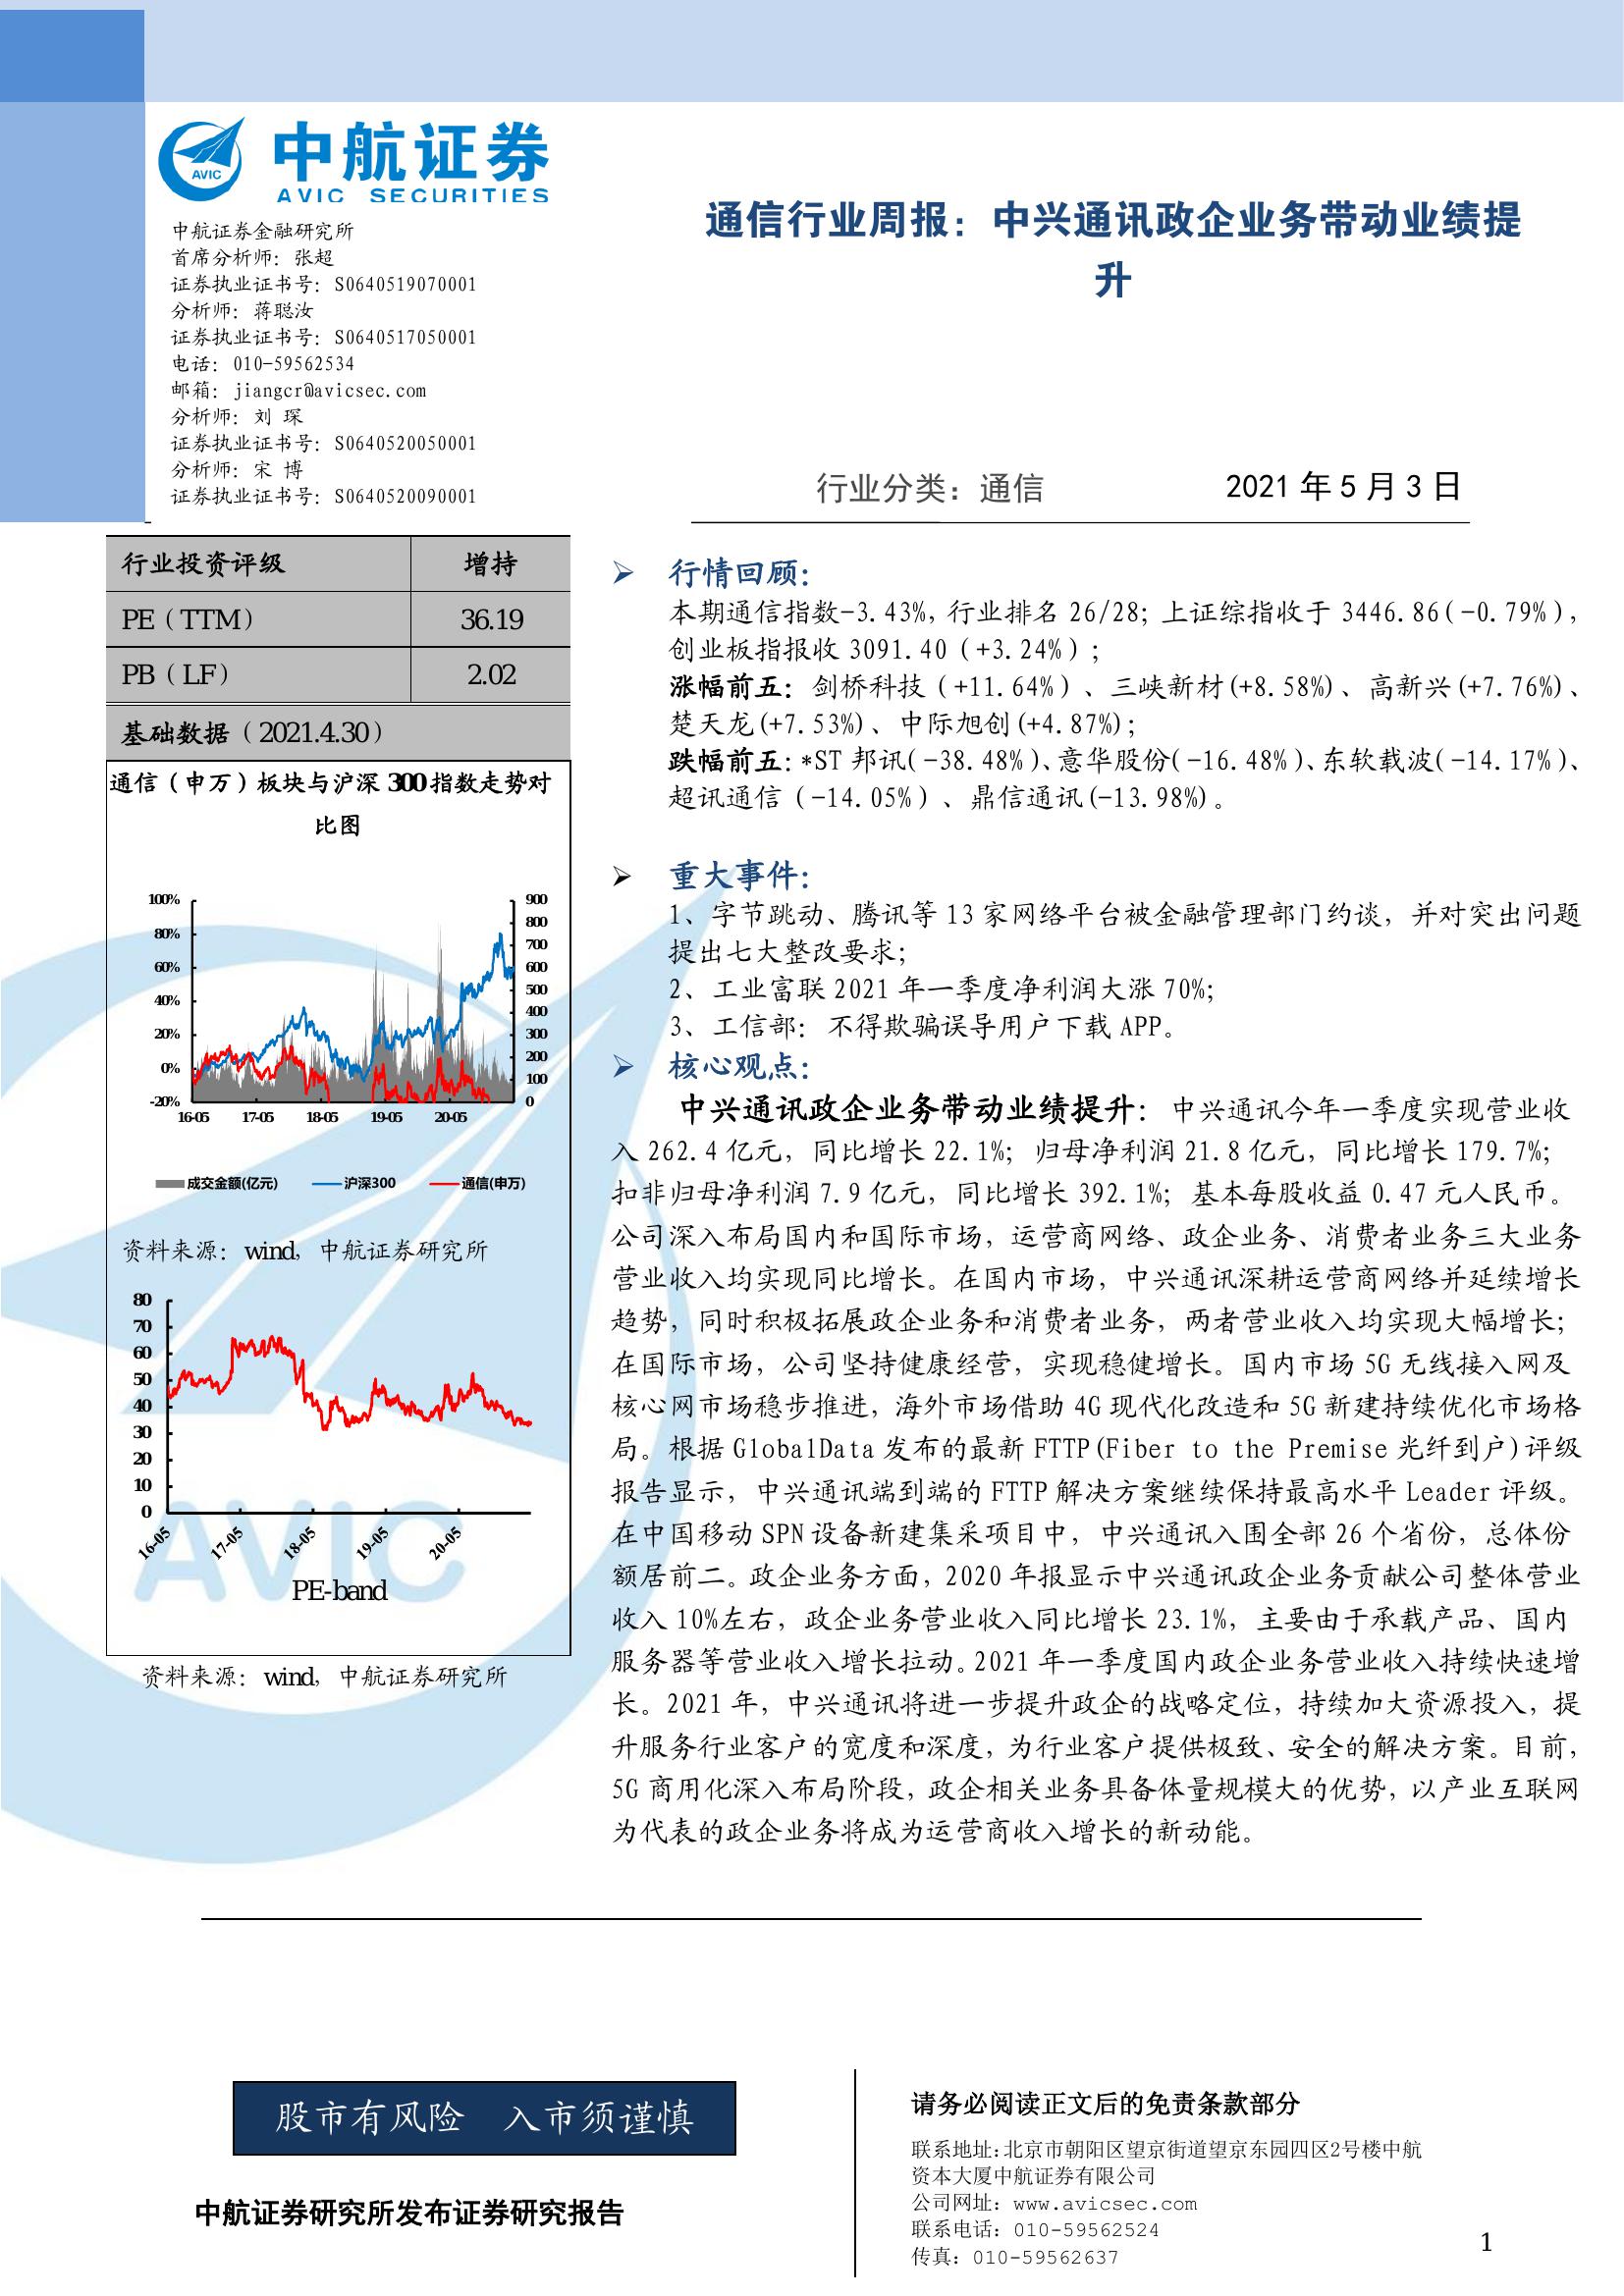 AVIC
中航证券
AVIC SECURITIES
中航证券金融研究所
首席分析师：张超
证券执业证书号：S0640519070001
分析师：蒋聪汝
证券执业证书号：S0640517050001
电话：010-59562534
邮箱：jiangcr@avicsec.com
分析师：刘 琛
证券执业证书号：S0640520050001
分析师：宋 博
证券执业证书号：S0640520090001
通信行业周报：中兴通讯政企业务带动业绩提
升
行业分类：通信 2021 年 5 月 3 日
行业投资评级 增持
PE（TTM） 36.19
PB（LF） 2.02
基础数据（2021.4.30）
通信（申万）板块与沪深 300 指数走势对
比图
100% 900
800
80% 700
60% 600
500
40% 400
20% 300
0% 200
100
-20% 0
16-05 17-05 18-05 19-05 20-05
成交金额(亿元) 沪深300 通信(申万)
资料来源：wind，中航证券研究所
80
70
60
50
40
30
20
10
0
16-05 17-05 18-05 19-05 20-05
PE-band
AVIC
资料来源：wind，中航证券研究所
行情回顾：
本期通信指数-3.43%，行业排名 26/28；上证综指收于 3446.86(-0.79%)，
创业板指报收 3091.40（+3.24%）；
涨幅前五：剑桥科技（+11.64%）、三峡新材(+8.58%)、高新兴(+7.76%)、
楚天龙(+7.53%)、中际旭创(+4.87%)；
跌幅前五：*ST 邦讯(-38.48%)、意华股份(-16.48%)、东软载波(-14.17%)、
超讯通信（-14.05%）、鼎信通讯(-13.98%)。
重大事件：
1、字节跳动、腾讯等 13 家网络平台被金融管理部门约谈，并对突出问题
提出七大整改要求；
2、工业富联 2021 年一季度净利润大涨 70%;
3、工信部：不得欺骗误导用户下载 APP。
核心观点：
中兴通讯政企业务带动业绩提升：中兴通讯今年一季度实现营业收
入 262.4 亿元，同比增长 22.1%；归母净利润 21.8 亿元，同比增长 179.7%；
扣非归母净利润 7.9 亿元，同比增长 392.1%；基本每股收益 0.47 元人民币。
公司深入布局国内和国际市场，运营商网络、政企业务、消费者业务三大业务
营业收入均实现同比增长。在国内市场，中兴通讯深耕运营商网络并延续增长
趋势，同时积极拓展政企业务和消费者业务，两者营业收入均实现大幅增长；
在国际市场，公司坚持健康经营，实现稳健增长。国内市场 5G 无线接入网及
核心网市场稳步推进，海外市场借助 4G 现代化改造和 5G 新建持续优化市场格
局。根据 GlobalData 发布的最新 FTTP(Fiber to the Premise 光纤到户)评级
报告显示，中兴通讯端到端的 FTTP 解决方案继续保持最高水平 Leader 评级。
在中国移动 SPN 设备新建集采项目中，中兴通讯入围全部 26 个省份，总体份
额居前二。政企业务方面，2020 年报显示中兴通讯政企业务贡献公司整体营业
收入 10%左右，政企业务营业收入同比增长 23.1%，主要由于承载产品、国内
服务器等营业收入增长拉动。2021 年一季度国内政企业务营业收入持续快速增
长。2021 年，中兴通讯将进一步提升政企的战略定位，持续加大资源投入，提
升服务行业客户的宽度和深度，为行业客户提供极致、安全的解决方案。目前，
5G 商用化深入布局阶段，政企相关业务具备体量规模大的优势，以产业互联网
为代表的政企业务将成为运营商收入增长的新动能。
股市有风险 入市须谨慎
中航证券研究所发布证券研究报告
请务必阅读正文后的免责条款部分
联系地址:北京市朝阳区望京街道望京东园四区2号楼中航
资本大厦中航证券有限公司
公司网址：www.avicsec.com
联系电话：010-59562524
传真：010-59562637
1